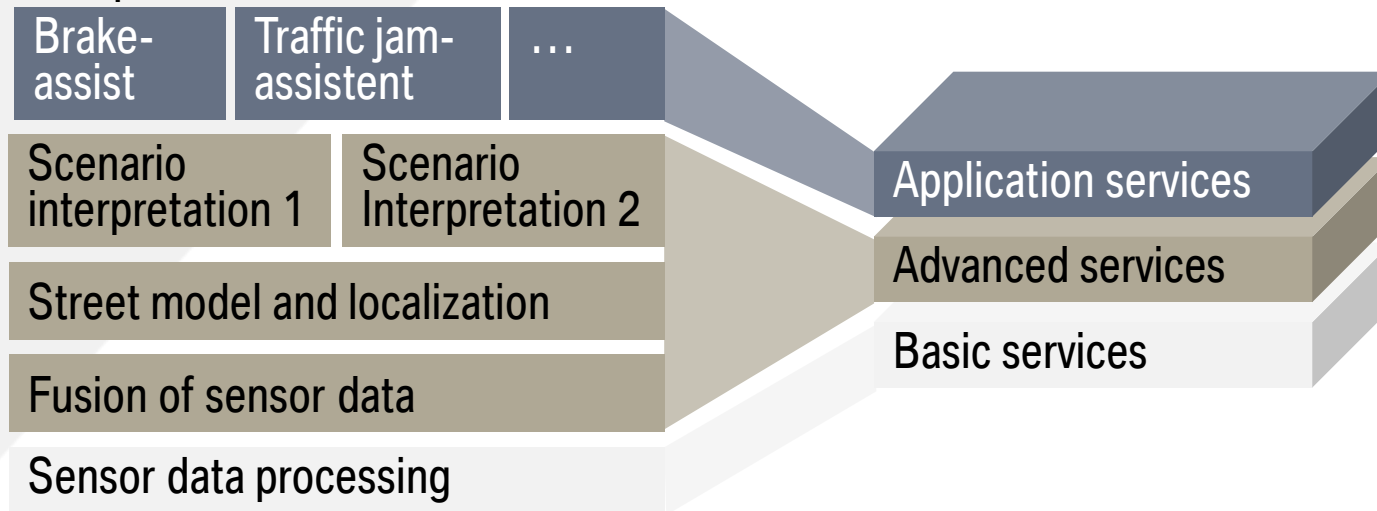 Brake-
assist
Traffic jam-
assistent
...
Scenario
interpretation 1
Scenario
Interpretation 2
Street model and localization
Fusion of sensor data
Sensor data processing
Application services
Advanced services
Basic services